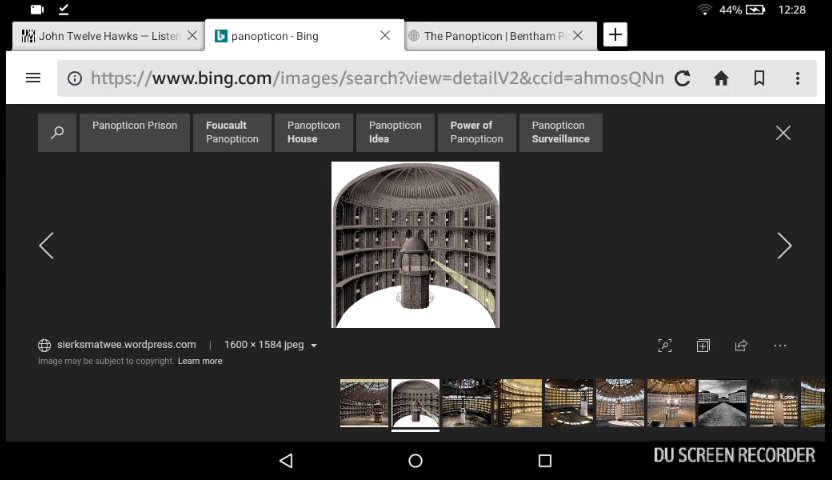 44% 12:28
John Twelve Hawks — Listen
panopticon - Bing
The Panopticon | Bentham P
https://www.bing.com/images/search?view=detailV2&ccid=ahmosQNn
Panopticon Prison
Foucault
Panopticon
Panopticon
House
Panopticon
Idea
Power of
Panopticon
Panopticon
Surveillance
sierksmatwee.wordpress.com | 1600 × 1584 jpeg
Image may be subject to copyright. Learn more
DU SCREEN RECORDER